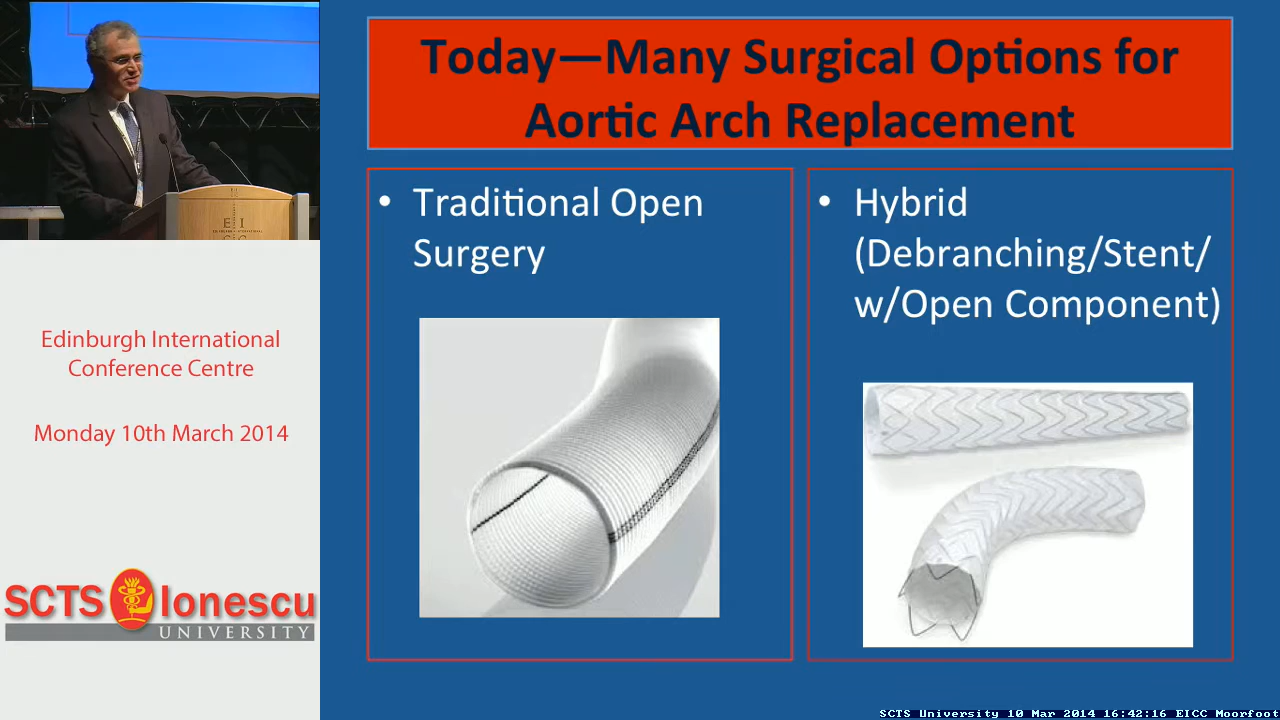 Today—Many Surgical Options for
Aortic Arch Replacement
• Traditional Open
Surgery
• Hybrid
(Debranching/Stent/
w/Open Component)
E I
Edinburgh International
Conference Centre
Monday 10th March 2014
SCTS Ionescu
UNIVERSITY
SCTS University 10 Mar 2014 16:42:16 EICC Moorfoot